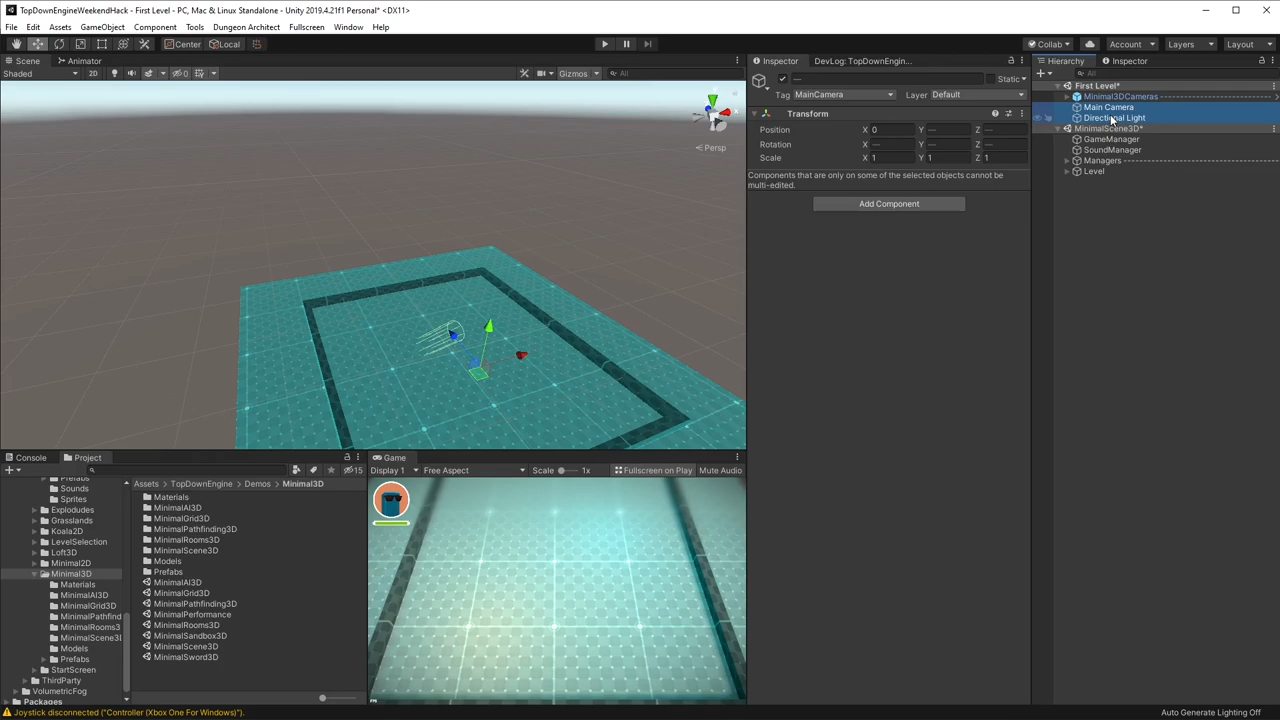 TopDownEngineWeekendHack - First Level - PC, Mac & Linux Standalone - Unity 2019.4.21f1 Personal* <DX11>
File Edit Assets GameObject Component Tools Dungeon Architect Fullscreen Window Help
Center Local Collab Account Layers Layout
Scene Animator
Shaded 2D 0 Gizmos All
Persp
Inspector DevLog: TopDownEngin...
— Static
Tag MainCamera Layer Default
Transform
Position X 0 Y — Z —
Rotation X — Y — Z —
Scale X 1 Y 1 Z 1
Components that are only on some of the selected objects cannot be
multi-edited.
Add Component
Hierarchy Inspector
All
First Level*
Minimal3DCameras
Main Camera
Directional Light
MinimalScene3D*
GameManager
SoundManager
Managers
Level
Console Project
15
Prefabs
Sounds
Sprites
Explodudes
Grasslands
Koala2D
LevelSelection
Loft3D
Minimal2D
Minimal3D
Materials
MinimalAI3D
MinimalGrid3D
MinimalPathfind
MinimalRooms3
MinimalScene3D
Models
Prefabs
StartScreen
ThirdParty
VolumetricFog
Packages
Assets TopDownEngine Demos Minimal3D
Materials
MinimalAI3D
MinimalGrid3D
MinimalPathfinding3D
MinimalRooms3D
MinimalScene3D
Models
Prefabs
MinimalAI3D
MinimalGrid3D
MinimalPathfinding3D
MinimalPerformance
MinimalRooms3D
MinimalSandbox3D
MinimalScene3D
MinimalSword3D
Game
Display 1 Free Aspect Scale 1x Fullscreen on Play Mute Audio
Joystick disconnected ("Controller (Xbox One For Windows)").
Auto Generate Lighting Off